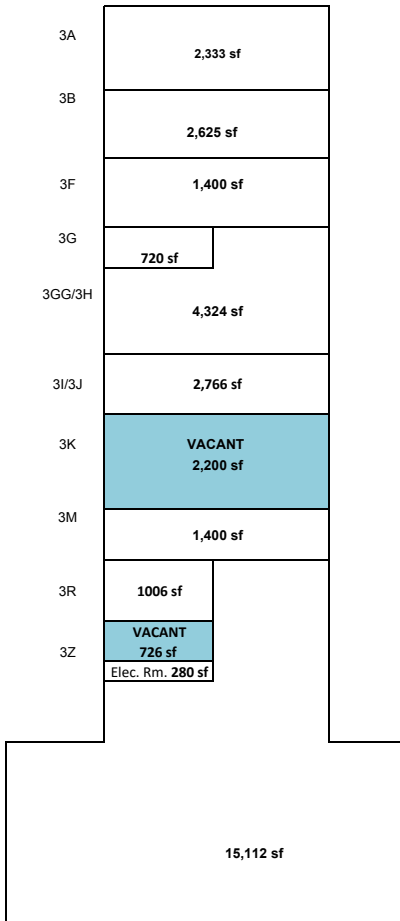 3A
2,333 sf
3B
2,625 sf
3F
1,400 sf
3G
720 sf
3GG/3H
4,324 sf
3I/3J
2,766 sf
3K
VACANT
2,200 sf
3M
1,400 sf
3R
1006 sf
VACANT
3Z
726 sf
Elec. Rm. 280 sf
15,112 sf